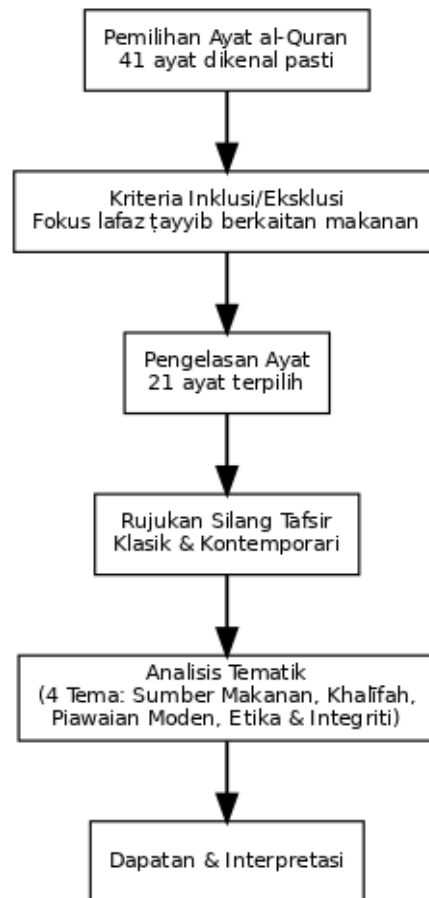 Pemilihan Ayat al-Quran
41 ayat dikenal pasti
Kriteria Inklusi/Eksklusi
Fokus lafaz ṭayyib berkaitan makanan
Pengelasan Ayat
21 ayat terpilih
Rujukan Silang Tafsir
Klasik & Kontemporari
Analisis Tematik
(4 Tema: Sumber Makanan, Khalīfah,
Piawaian Moden, Etika & Integriti)
Dapatan & Interpretasi